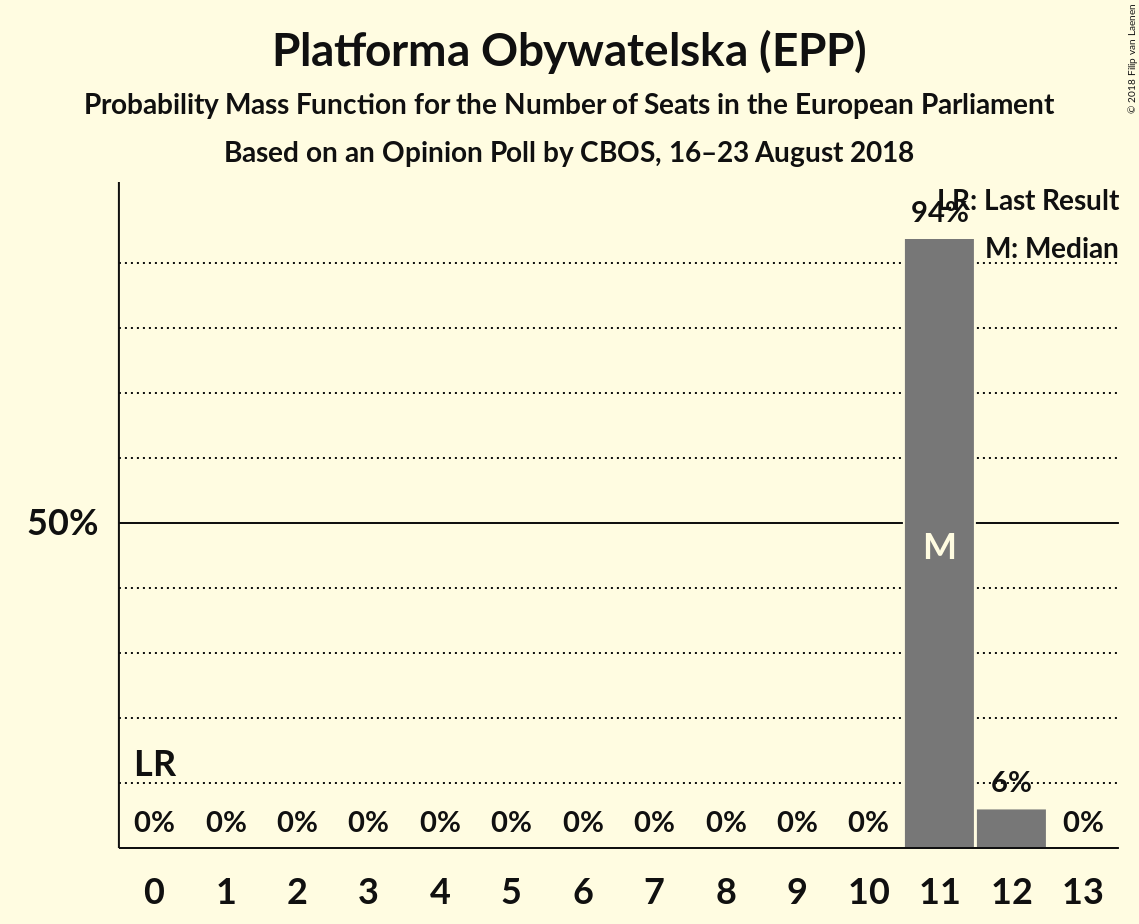 Platforma Obywatelska (EPP)
Probability Mass Function for the Number of Seats in the European Parliament
Based on an Opinion Poll by CBOS, 16–23 August 2018
© 2018 Filip van Laenen
LR: Last Result
M: Median
94%
50%
M
LR
6%
0% 0% 0% 0% 0% 0% 0% 0% 0% 0% 0% 0%
0 1 2 3 4 5 6 7 8 9 10 11 12 13